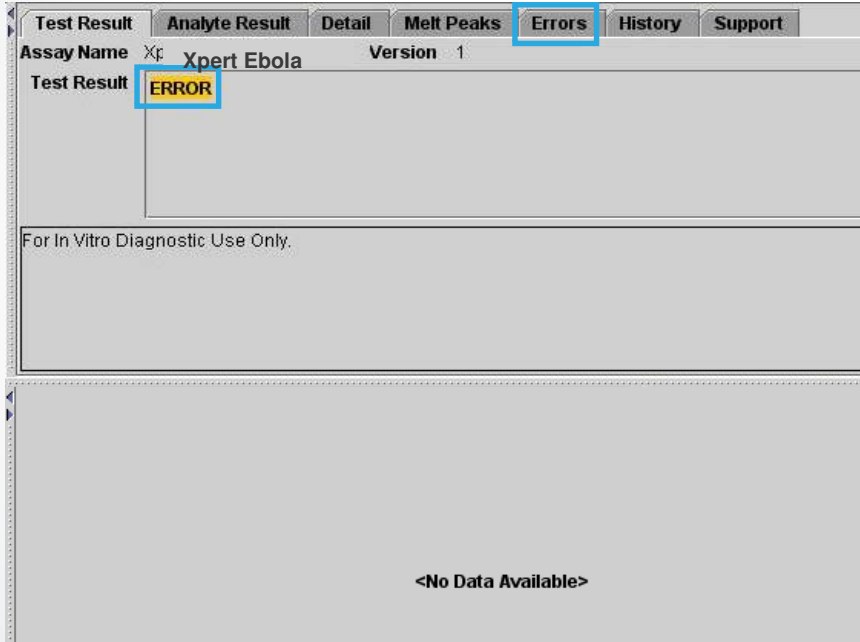 Test Result Analyte Result Detail Melt Peaks Errors History Support
Assay Name Xp Xpert Ebola Version 1
Test Result ERROR
For In Vitro Diagnostic Use Only.
<No Data Available>